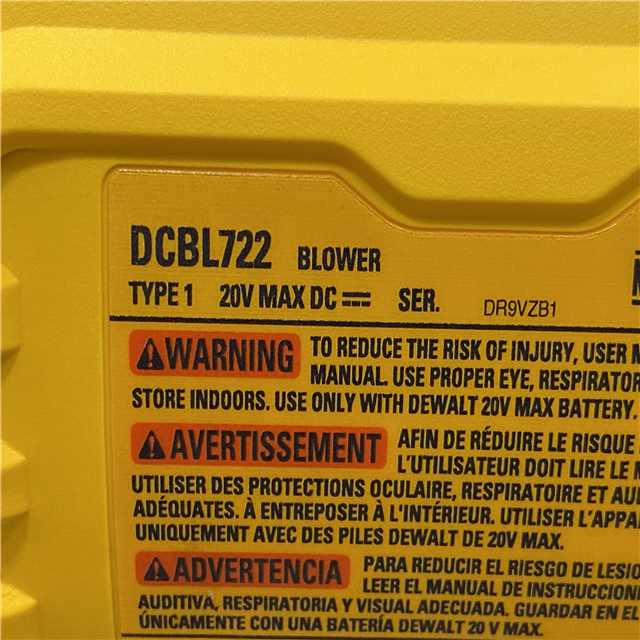 DCBL722 BLOWER
TYPE 1 20V MAX DC SER. DR9VZB1
WARNING TO REDUCE THE RISK OF INJURY, USER
MANUAL. USE PROPER EYE,
STORE INDOORS. USE ONLY WITH DEWALT 20V MAX BATTERY.
AVERTISSEMENT AFIN DE RÉDUIRE LE RISQUE
L'UTILISATEUR DOIT LIRE LE
UTILISER DES PROTECTIONS OCULAIRE, RESPIRATOIRE ET
ADÉQUATES. À ENTREPOSER À L'INTÉRIEUR. UTILISER
UNIQUEMENT AVEC DES PILES DEWALT DE 20V MAX.
ADVERTENCIA PARA REDUCIR EL RIESGO DE
LEER EL MANUAL DE
AUDITIVA, RESPIRATORIA Y VISUAL ADECUADA. GUARDAR EN
ÚNICAMENTE CON UNA BATERÍA DEWALT 20 V MAX.